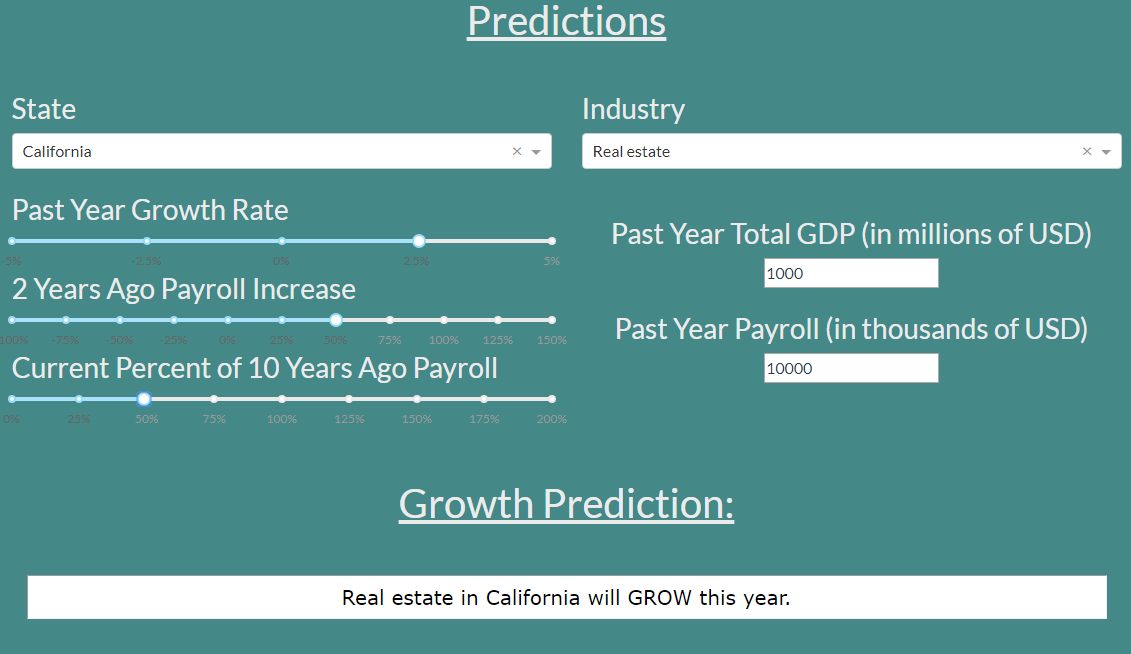 Predictions
State
Industry
California
Real estate
Past Year Growth Rate
-5% -2.5% 0% 2.5% 5%
Past Year Total GDP (in millions of USD)
1000
2 Years Ago Payroll Increase
100% -75% -50% -25% 0% 25% 50% 75% 100% 125% 150%
Past Year Payroll (in thousands of USD)
10000
Current Percent of 10 Years Ago Payroll
0% 25% 50% 75% 100% 125% 150% 175% 200%
Growth Prediction:
Real estate in California will GROW this year.